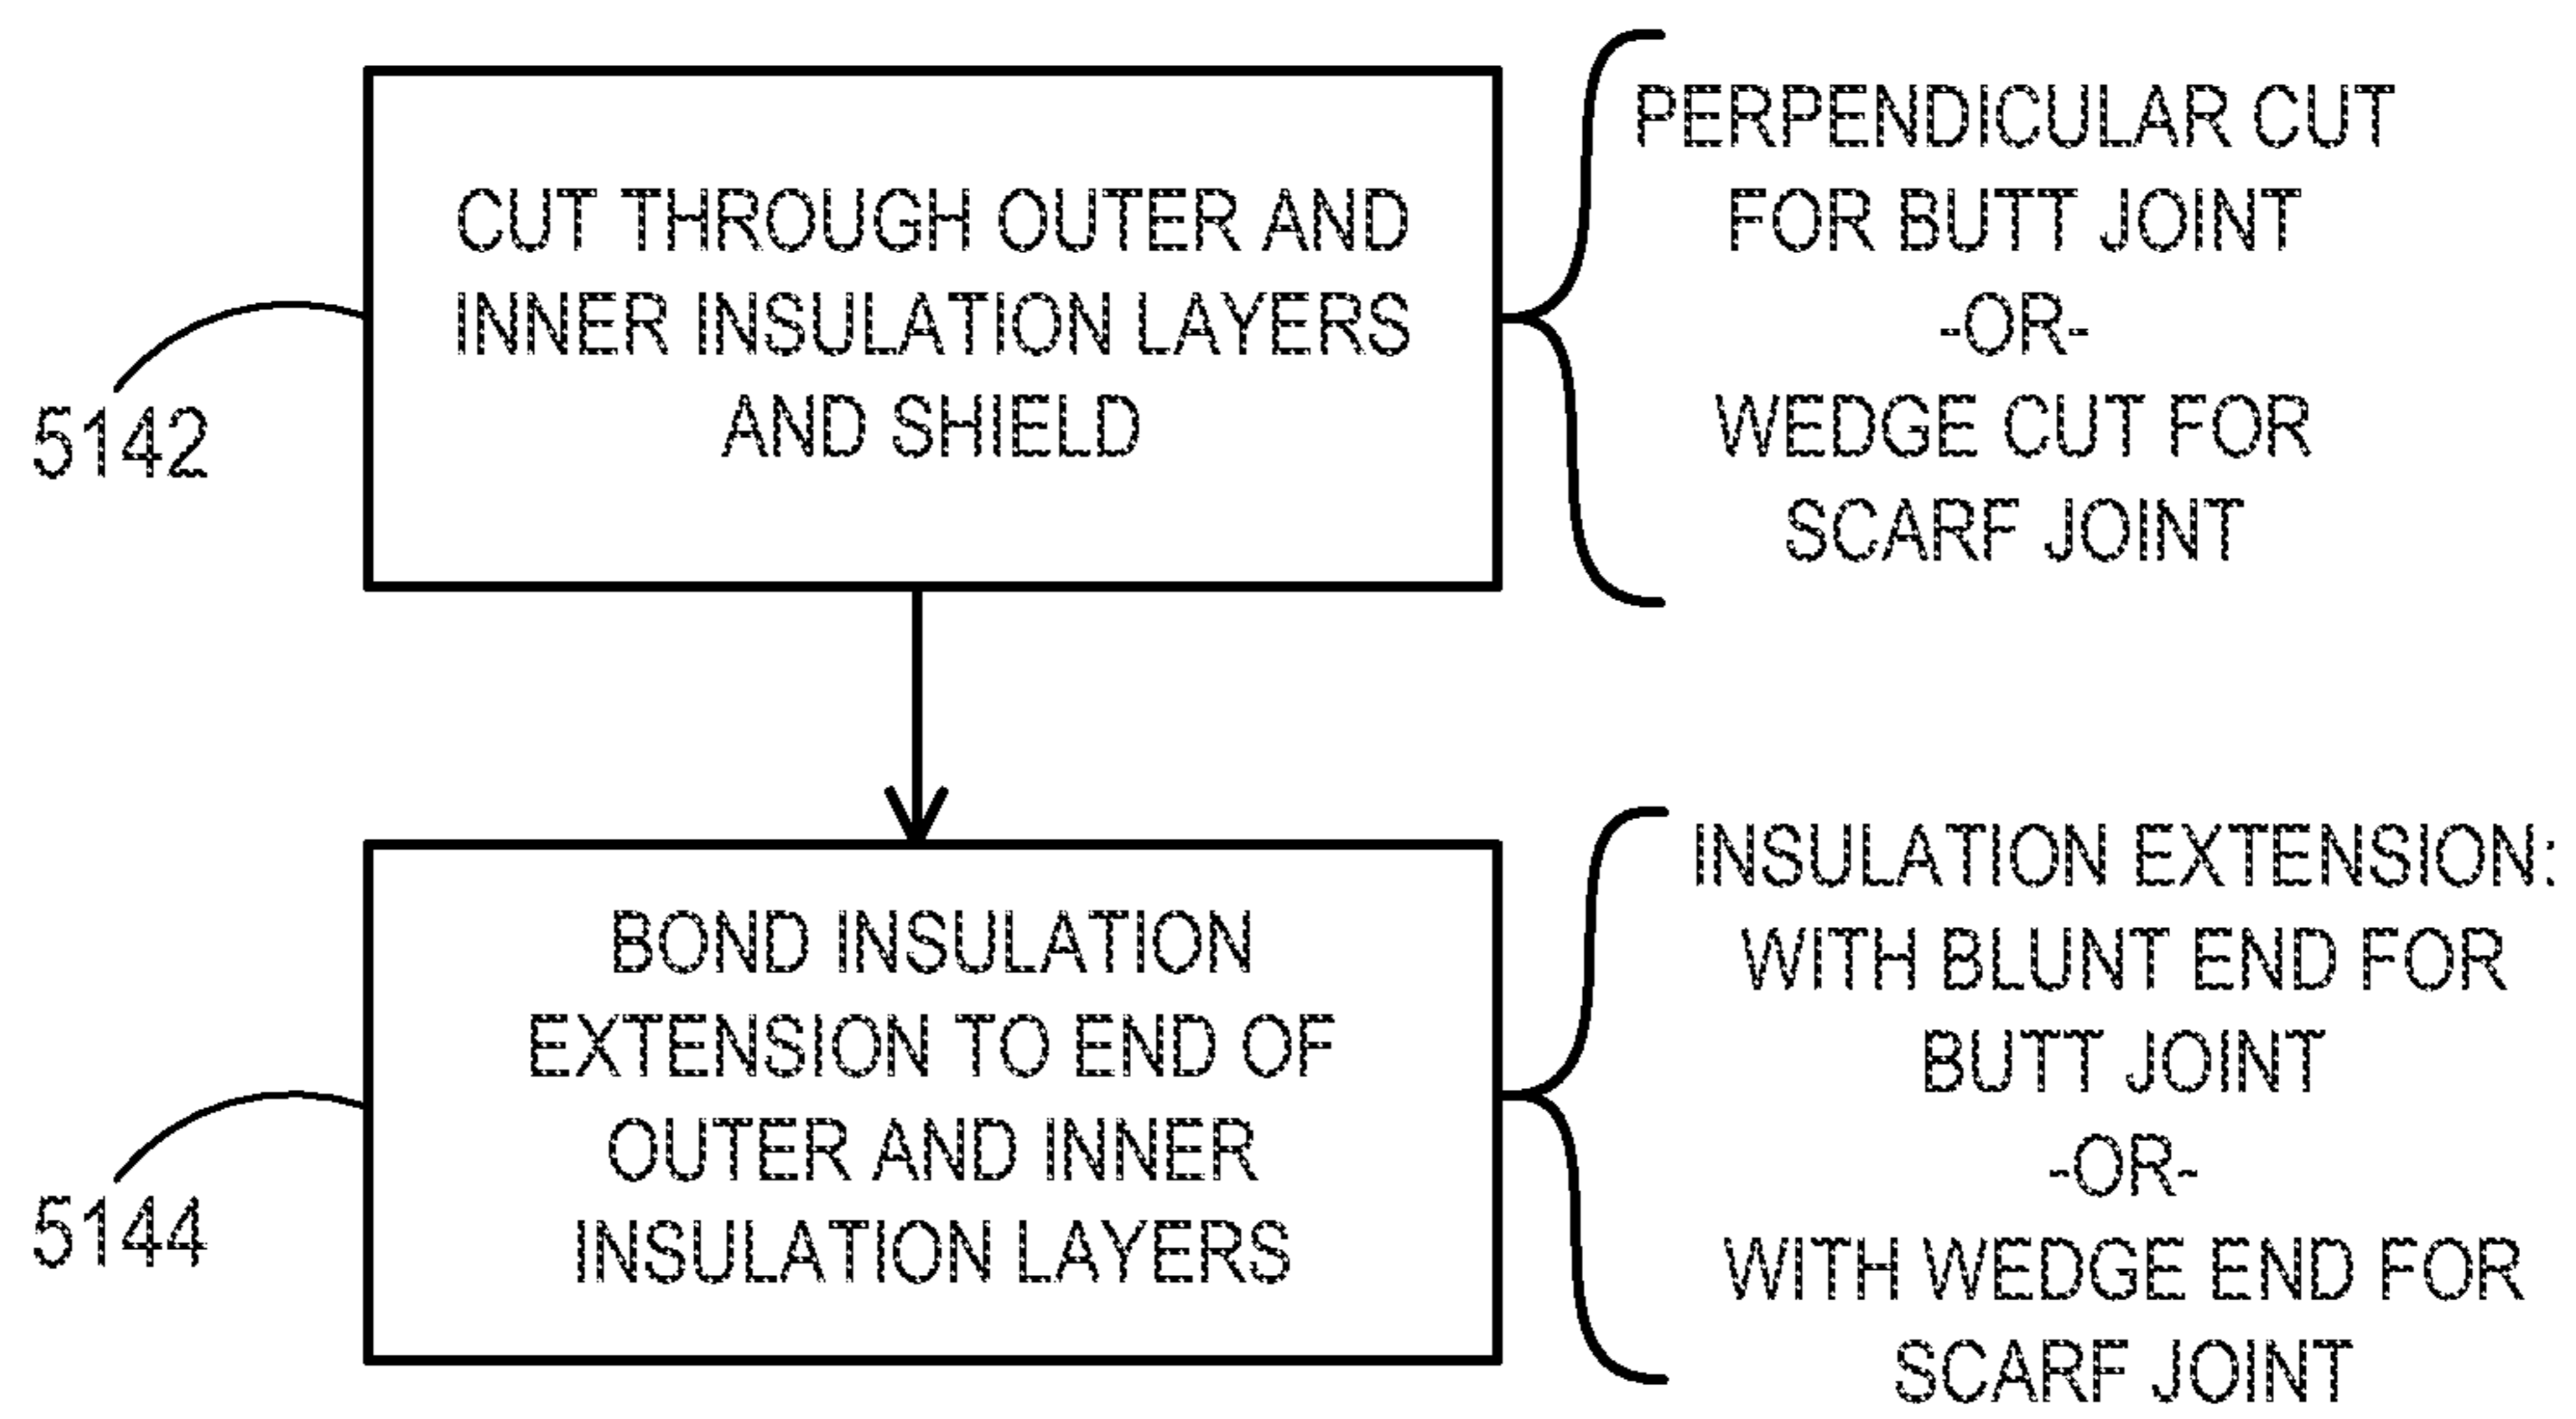 CUT THROUGH OUTER AND
INNER INSULATION LAYERS
AND SHIELD
5142
PERPENDICULAR CUT
FOR BUTT JOINT
-OR-
WEDGE CUT FOR
SCARF JOINT
BOND INSULATION
EXTENSION TO END OF
OUTER AND INNER
INSULATION LAYERS
5144
INSULATION EXTENSION:
WITH BLUNT END FOR
BUTT JOINT
-OR-
WITH WEDGE END FOR
SCARF JOINT